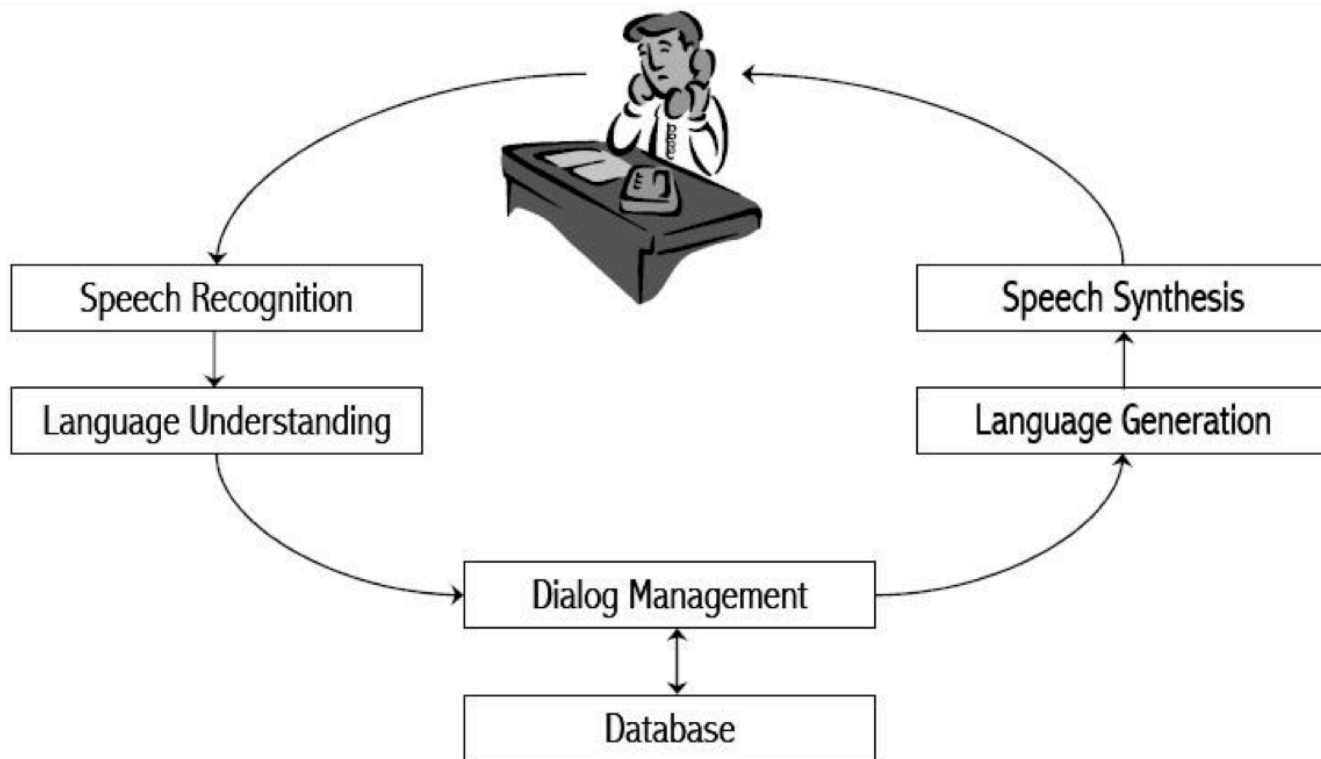 Speech Recognition
Speech Synthesis
Language Understanding
Language Generation
Dialog Management
Database